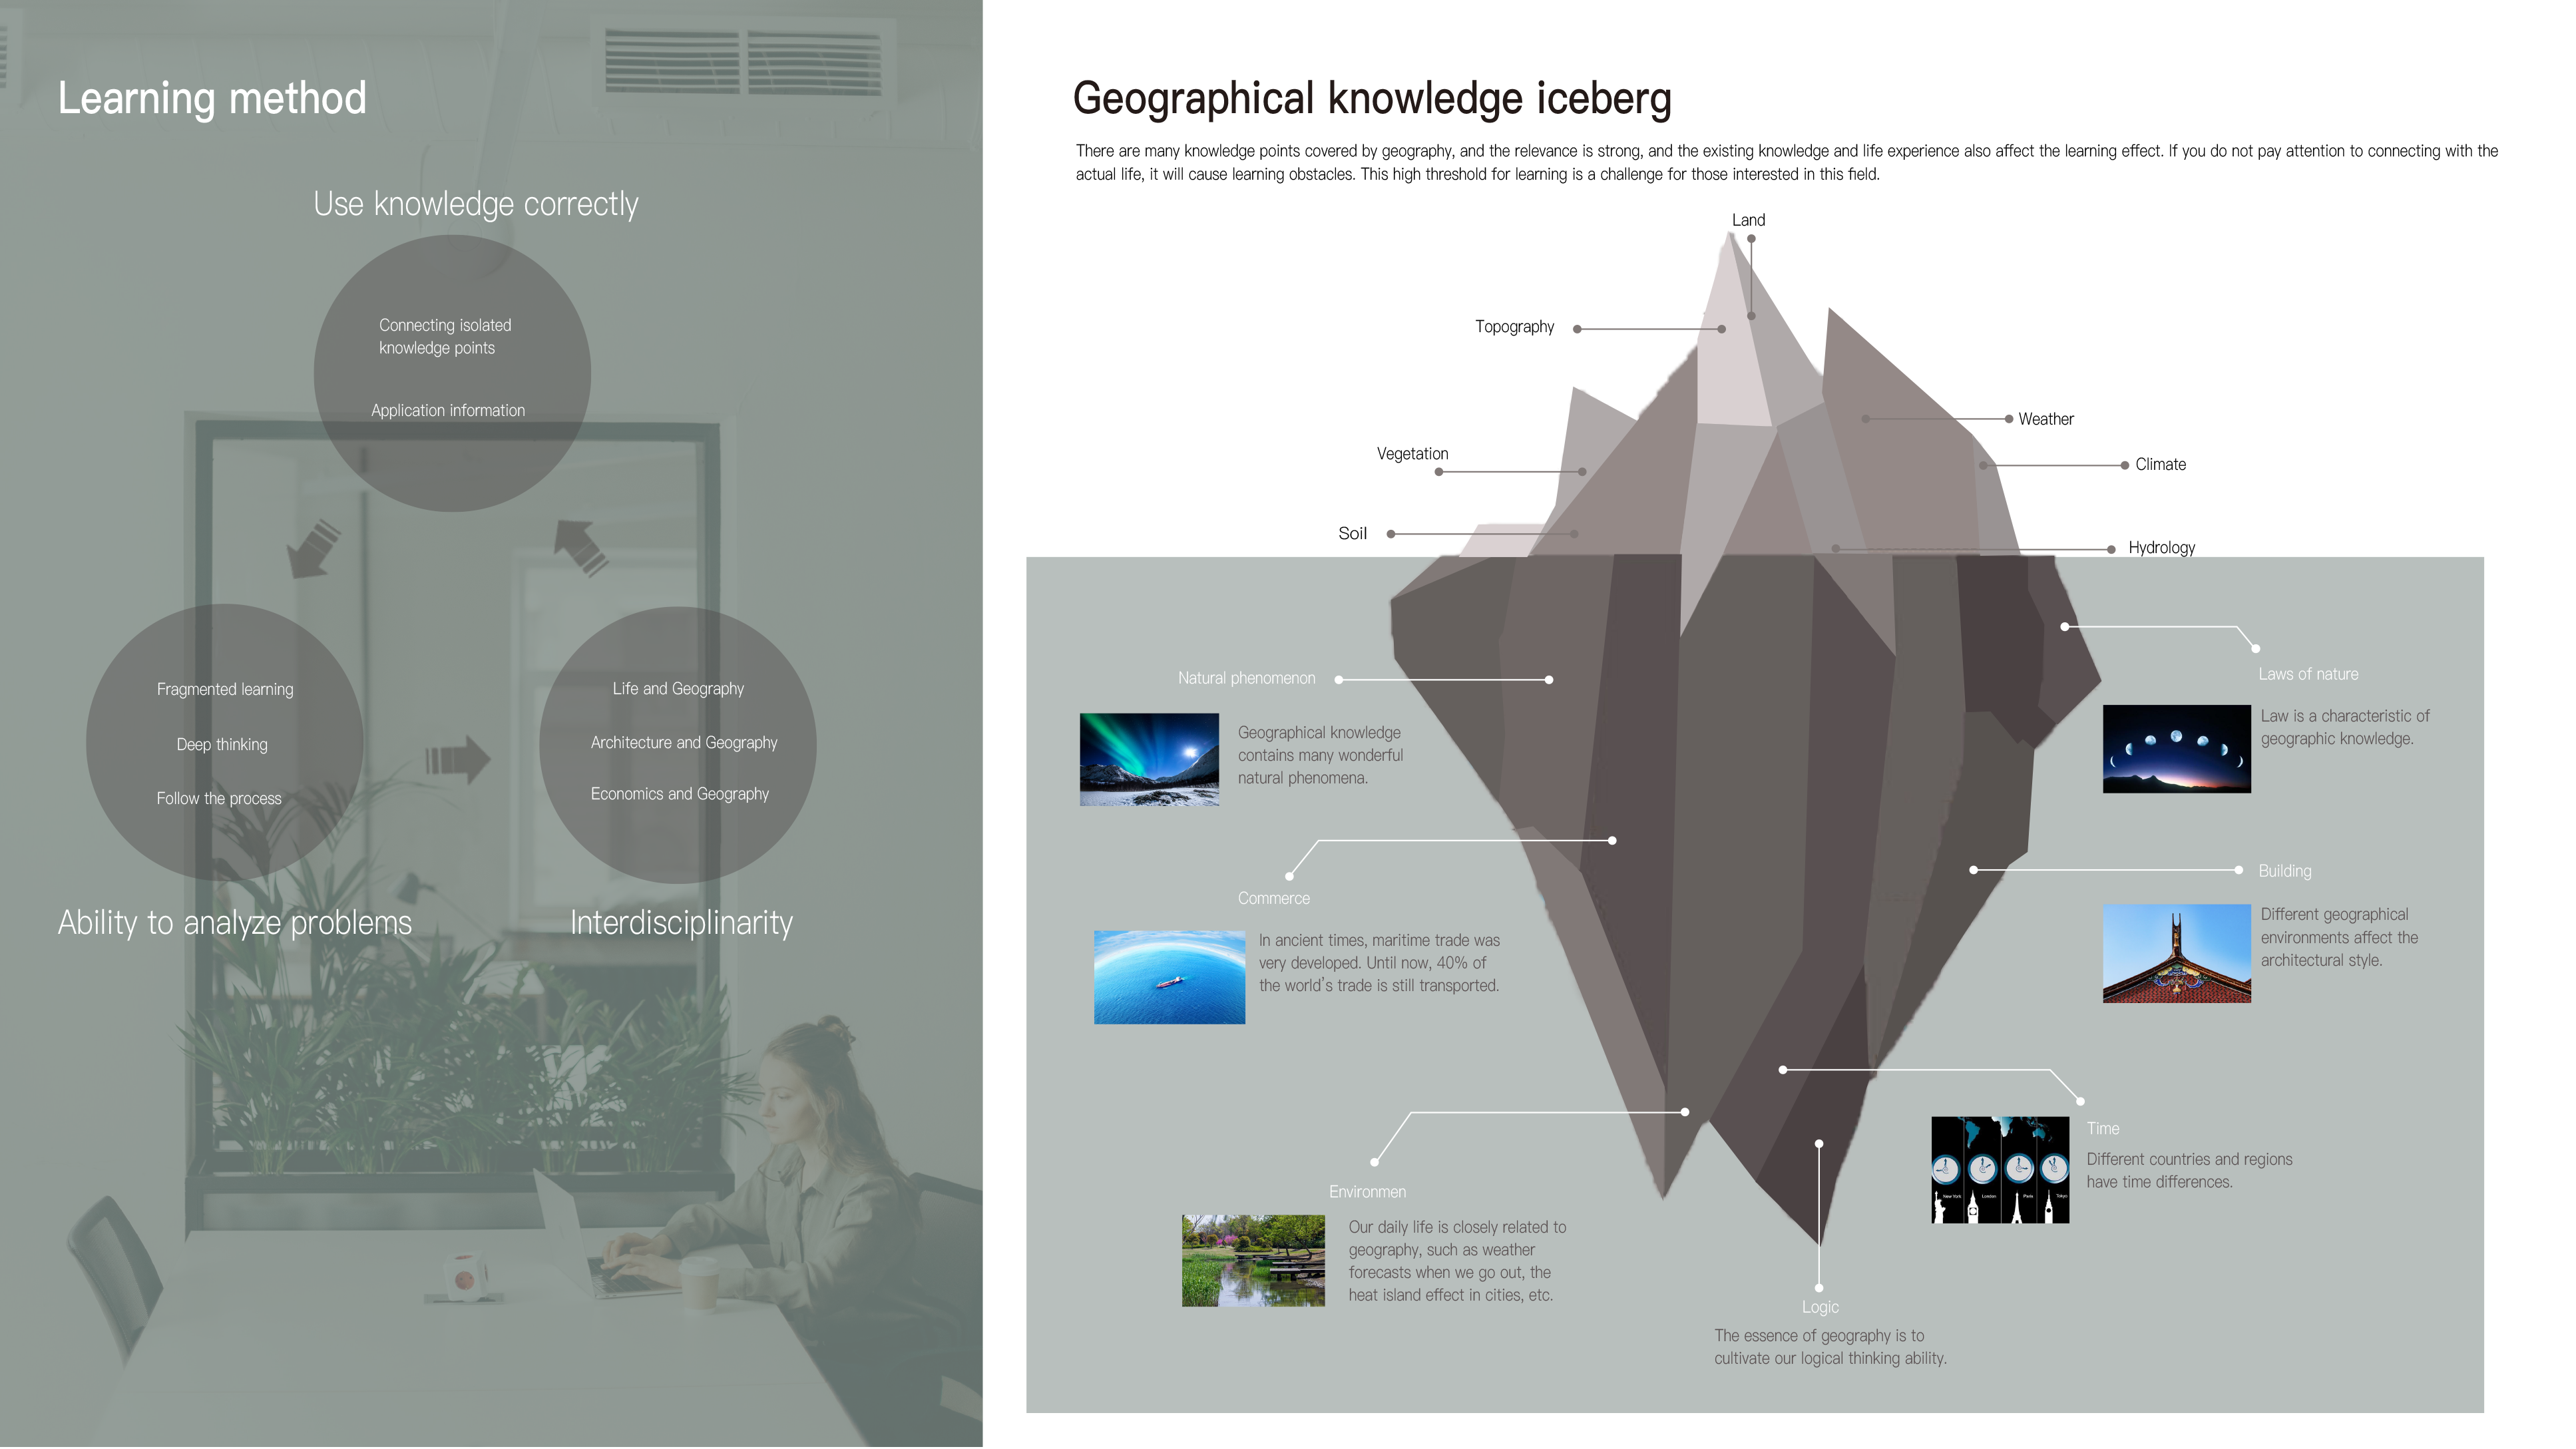 Learning method
Use knowledge correctly
Connecting isolated
knowledge points
Application information
Fragmented learning
Deep thinking
Follow the process
Life and Geography
Architecture and Geography
Economics and Geography
Ability to analyze problems
Interdisciplinarity
Geographical knowledge iceberg
There are many knowledge points covered by geography, and the relevance is strong, and the existing knowledge and life experience also affect the learning effect. If you do not pay attention to connecting with the
actual life, it will cause learning obstacles. This high threshold for learning is a challenge for those interested in this field.
Land
Topography
Weather
Vegetation
Climate
Soil
Hydrology
Natural phenomenon
Geographical knowledge
contains many wonderful
natural phenomena.
Laws of nature
Law is a characteristic of
geographic knowledge.
Commerce
In ancient times, maritime trade was
very developed. Until now, 40% of
the world's trade is still transported.
Building
Different geographical
environments affect the
architectural style.
Environmen
Our daily life is closely related to
geography, such as weather
forecasts when we go out, the
heat island effect in cities, etc.
Time
Different countries and regions
have time differences.
New York
London
Paris
Tokyo
Logic
The essence of geography is to
cultivate our logical thinking ability.